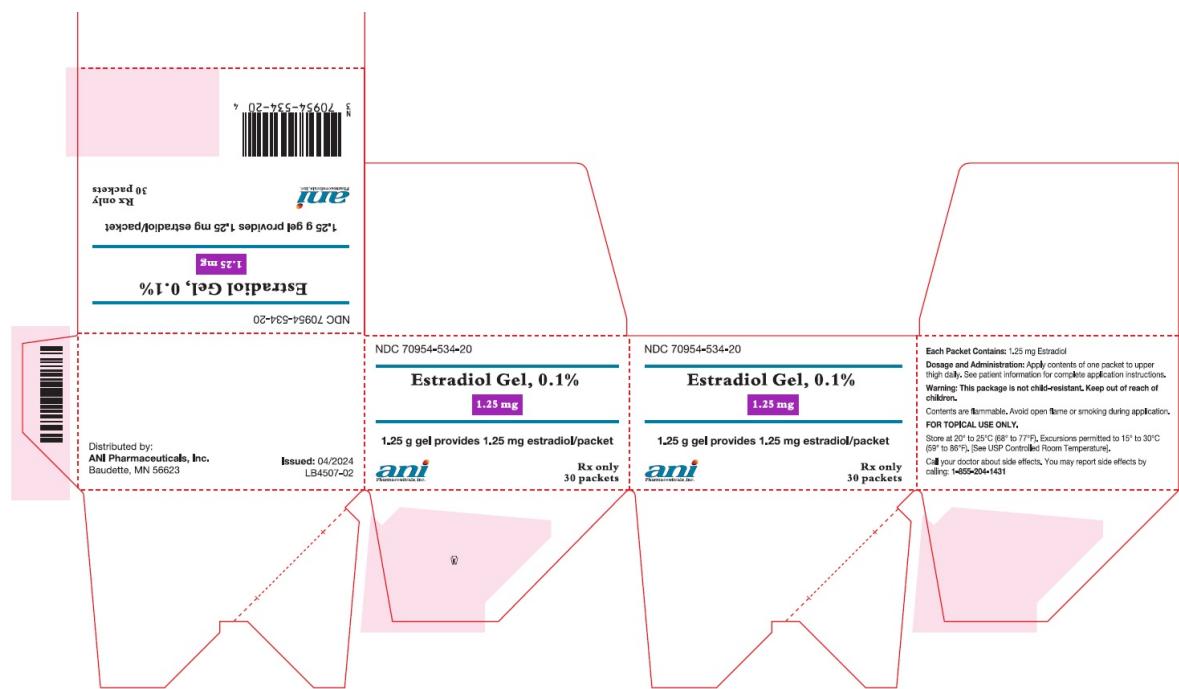 N
3
70954-534-20
4
ani
Pharmaceuticals, Inc.
Rx only
30 packets
1.25 g gel provides 1.25 mg estradiol/packet
1.25 mg
Estradiol Gel, 0.1%
NDC 70954-534-20
Distributed by:
ANI Pharmaceuticals, Inc.
Baudette, MN 56623
Issued: 04/2024
LB4507-02
NDC 70954-534-20
Estradiol Gel, 0.1%
1.25 mg
1.25 g gel provides 1.25 mg estradiol/packet
ani
Pharmaceuticals, Inc.
Rx only
30 packets
NDC 70954-534-20
Estradiol Gel, 0.1%
1.25 mg
1.25 g gel provides 1.25 mg estradiol/packet
ani
Pharmaceuticals, Inc.
Rx only
30 packets
Each Packet Contains: 1.25 mg Estradiol
Dosage and Administration: Apply contents of one packet to upper
thigh daily. See patient information for complete application instructions.
Warning: This package is not child-resistant. Keep out of reach of
children.
Contents are flammable. Avoid open flame or smoking during application.
FOR TOPICAL USE ONLY.
Store at 20° to 25°C (68° to 77°F). Excursions permitted to 15° to 30°C
(59° to 86°F). [See USP Controlled Room Temperature].
Call your doctor about side effects. You may report side effects by
calling: 1-855-204-1431